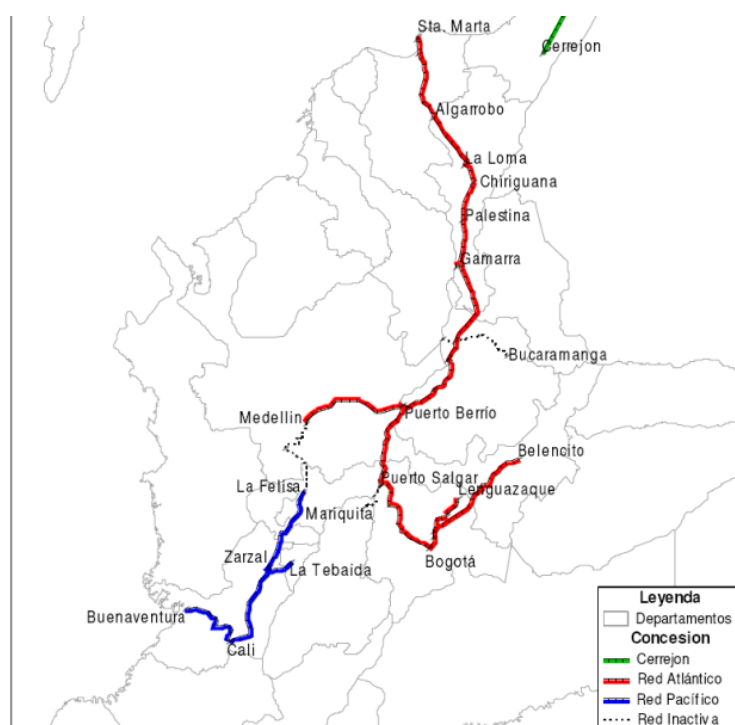 Sta. Marta
Cerrejon
Algarrobo
La Loma
Chiriguana
Palestina
Gamarra
Bucaramanga
Medellin
Puerto Berrío
Belencito
Puerto Salgar
Lenguazaque
La Felisa
Mariquita
Zarzal
La Tebaida
Bogotá
Buenaventura
Cali
Leyenda
Departamentos
Concesion
Cerrejon
Red Atlántico
Red Pacífico
Red Inactiva